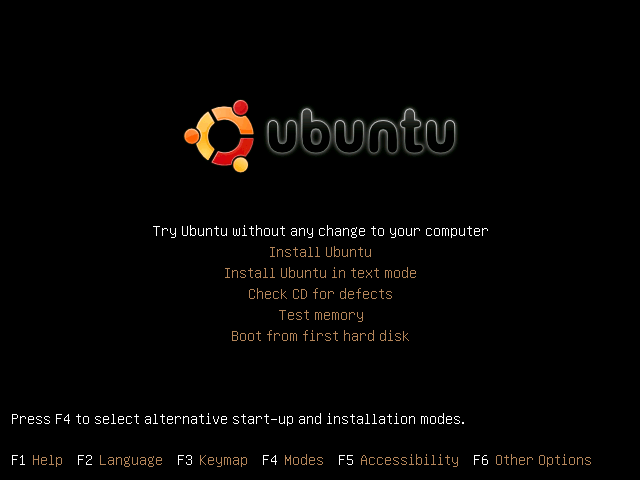 ubuntu
Try Ubuntu without any change to your computer
Install Ubuntu
Install Ubuntu in text mode
Check CD for defects
Test memory
Boot from first hard disk
Press F4 to select alternative start-up and installation modes.
F1 Help F2 Language F3 Keymap F4 Modes F5 Accessibility F6 Other Options